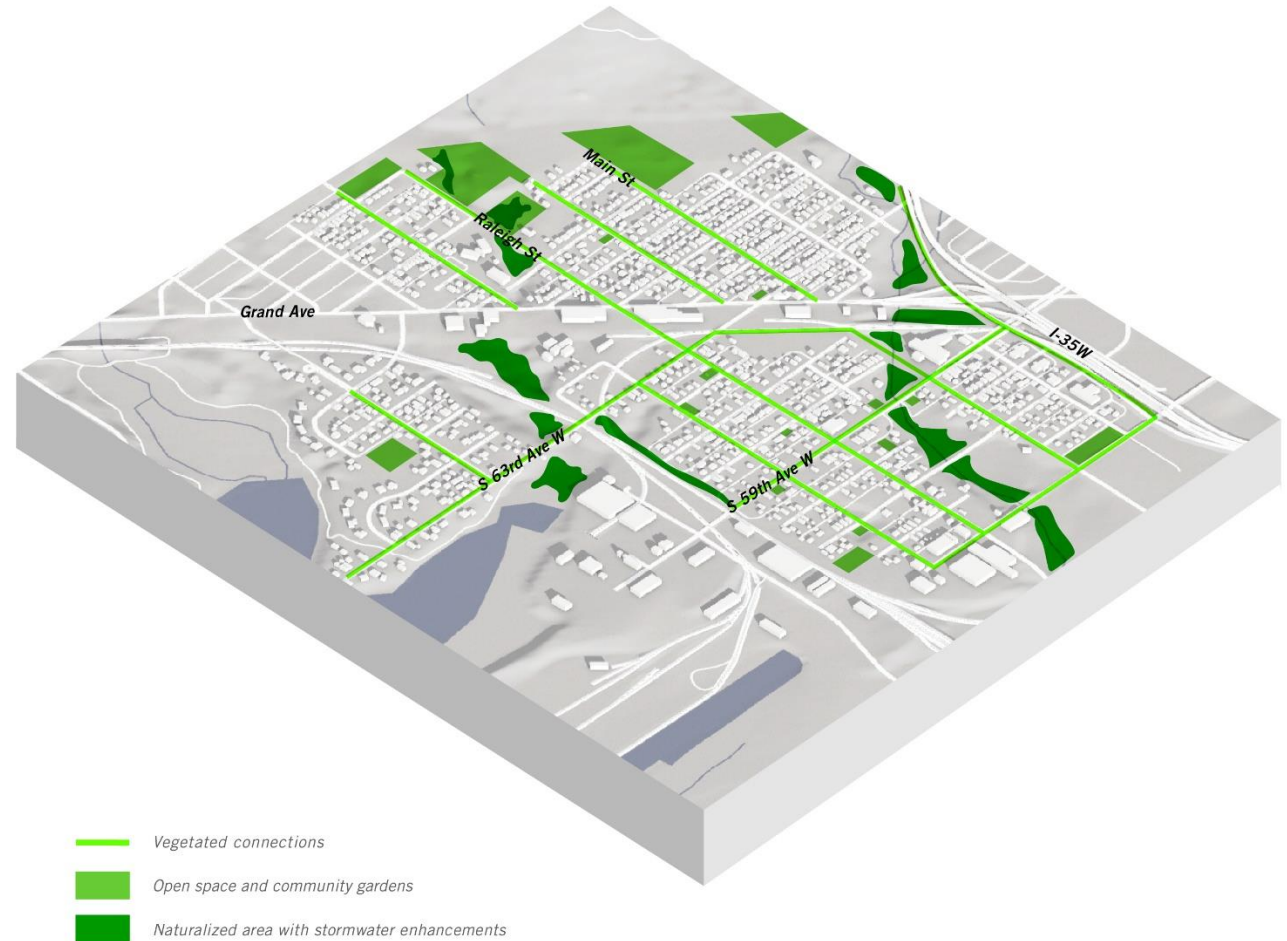 Main St
Raleigh St
Grand Ave
I-35W
S 63rd Ave W
S 59th Ave W
Vegetated connections
Open space and community gardens
Naturalized area with stormwater enhancements